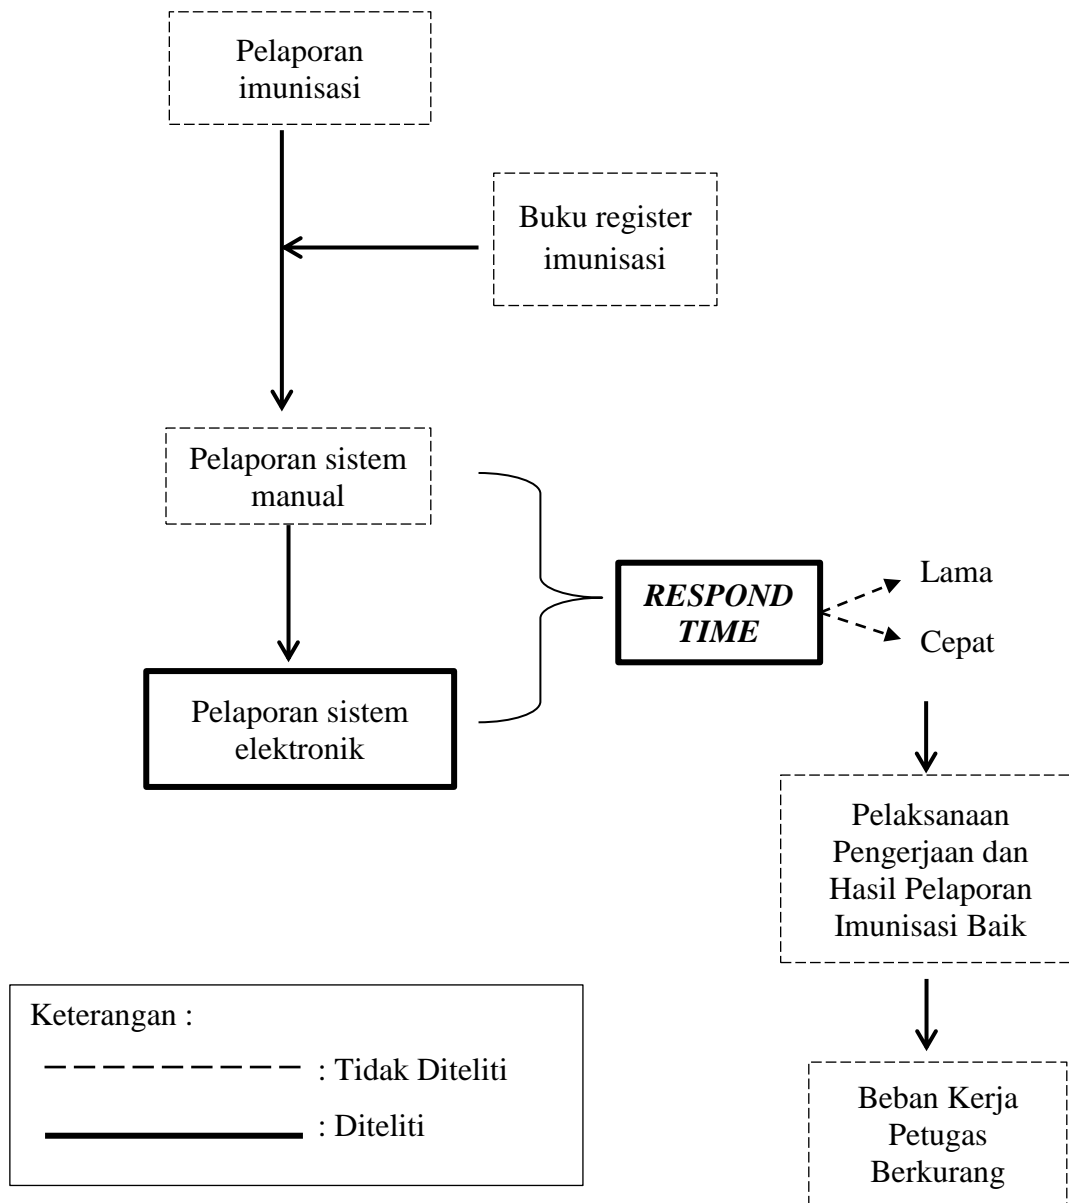 Pelaporan
imunisasi
Buku register
imunisasi
Pelaporan sistem
manual
RESPOND
TIME
Lama
Cepat
Pelaporan sistem
elektronik
Pelaksanaan
Pengerjaan dan
Hasil Pelaporan
Imunisasi Baik
Keterangan :
: Tidak Diteliti
: Diteliti
Beban Kerja
Petugas
Berkurang